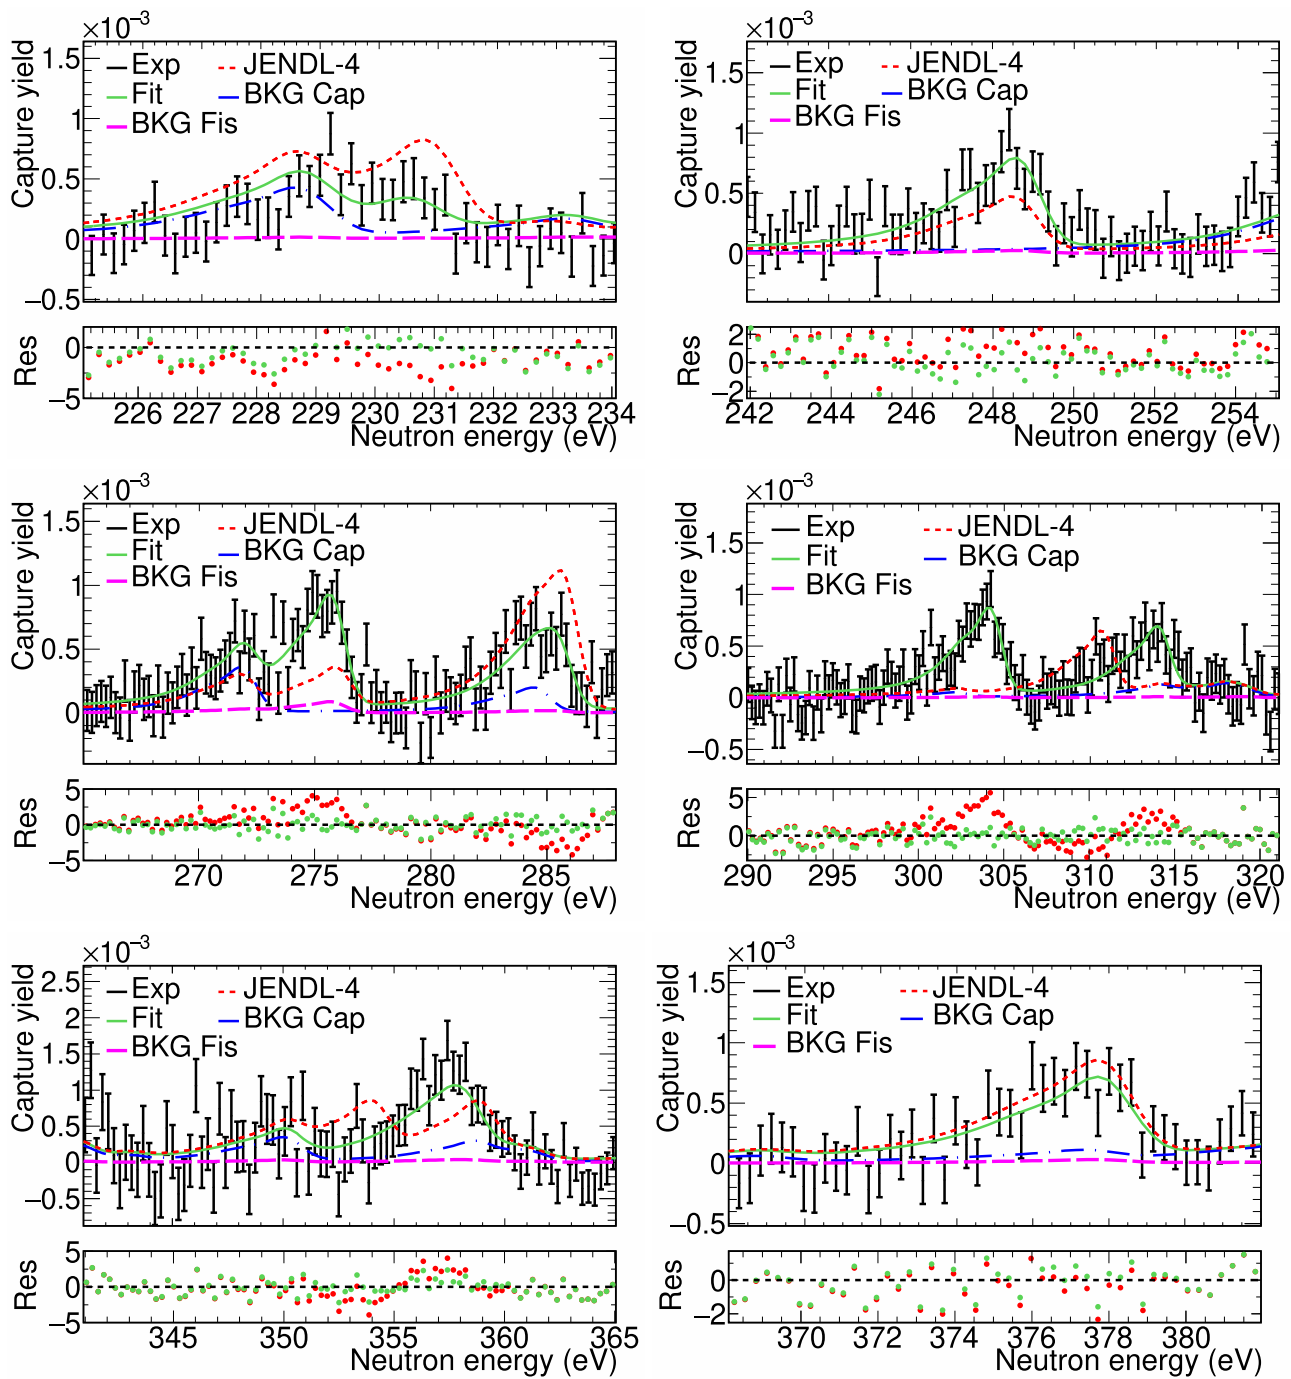 ×10⁻³
Capture yield
1.5
1
0.5
0
−0.5
Exp
JENDL-4
Fit
BKG Cap
BKG Fis
Res
0
−5
226 227 228 229 230 231 232 233 234
Neutron energy (eV)
×10⁻³
Capture yield
1.5
1
0.5
0
Exp
JENDL-4
Fit
BKG Cap
BKG Fis
Res
2
0
−2
242 244 246 248 250 252 254
Neutron energy (eV)
×10⁻³
Capture yield
1.5
1
0.5
0
Exp
JENDL-4
Fit
BKG Cap
BKG Fis
Res
5
0
−5
270 275 280 285
Neutron energy (eV)
×10⁻³
Capture yield
1.5
1
0.5
0
−0.5
Exp
JENDL-4
Fit
BKG Cap
BKG Fis
Res
5
0
290 295 300 305 310 315 320
Neutron energy (eV)
×10⁻³
Capture yield
2.5
2
1.5
1
0.5
0
−0.5
Exp
JENDL-4
Fit
BKG Cap
BKG Fis
Res
5
0
−5
345 350 355 360 365
Neutron energy (eV)
×10⁻³
Capture yield
1.5
1
0.5
0
−0.5
Exp
JENDL-4
Fit
BKG Cap
BKG Fis
Res
0
−2
370 372 374 376 378 380
Neutron energy (eV)